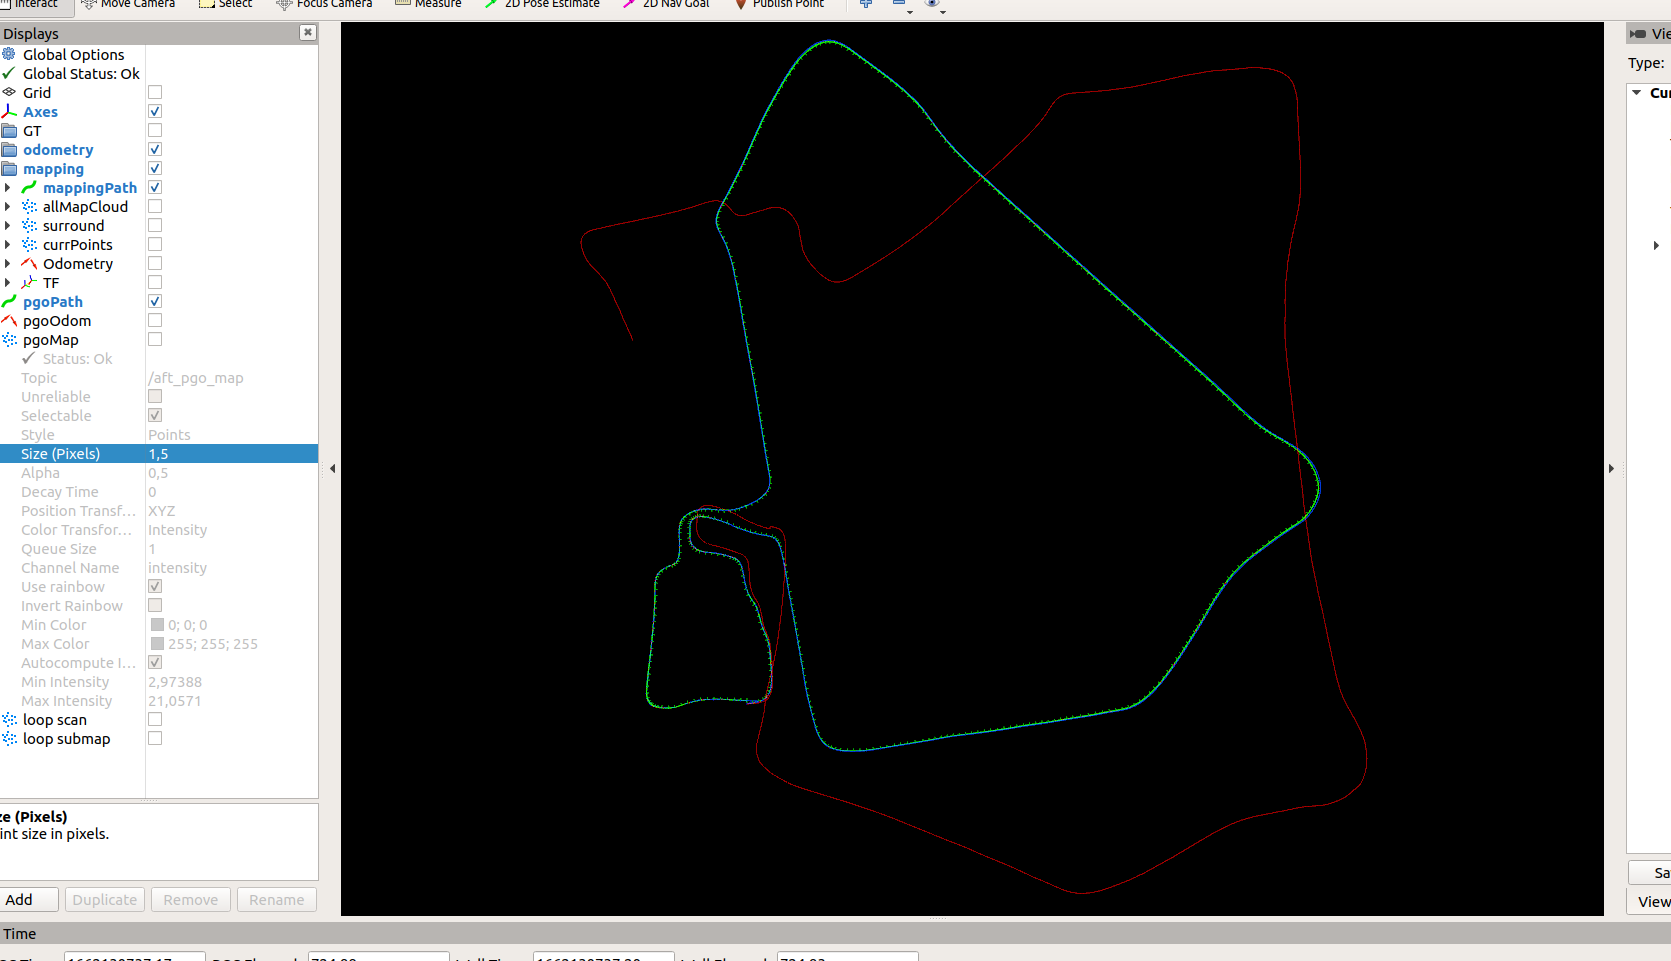 Interact Move Camera Select Focus Camera Measure 2D Pose Estimate 2D Nav Goal Publish Point
Displays
Global Options
Global Status: Ok
Grid
Axes
GT
odometry
mapping
mappingPath
allMapCloud
surround
currPoints
Odometry
TF
pgoPath
pgoOdom
pgoMap
Status: Ok
Topic /aft_pgo_map
Unreliable
Selectable
Style Points
Size (Pixels) 1,5
Alpha 0,5
Decay Time 0
Position Transf... XYZ
Color Transfor... Intensity
Queue Size 1
Channel Name intensity
Use rainbow
Invert Rainbow
Min Color 0; 0; 0
Max Color 255; 255; 255
Autocompute I...
Min Intensity 2,97388
Max Intensity 21,0571
loop scan
loop submap
ze (Pixels)
int size in pixels.
Add Duplicate Remove Rename
Vie
Type:
Cur
Sa
View
Time